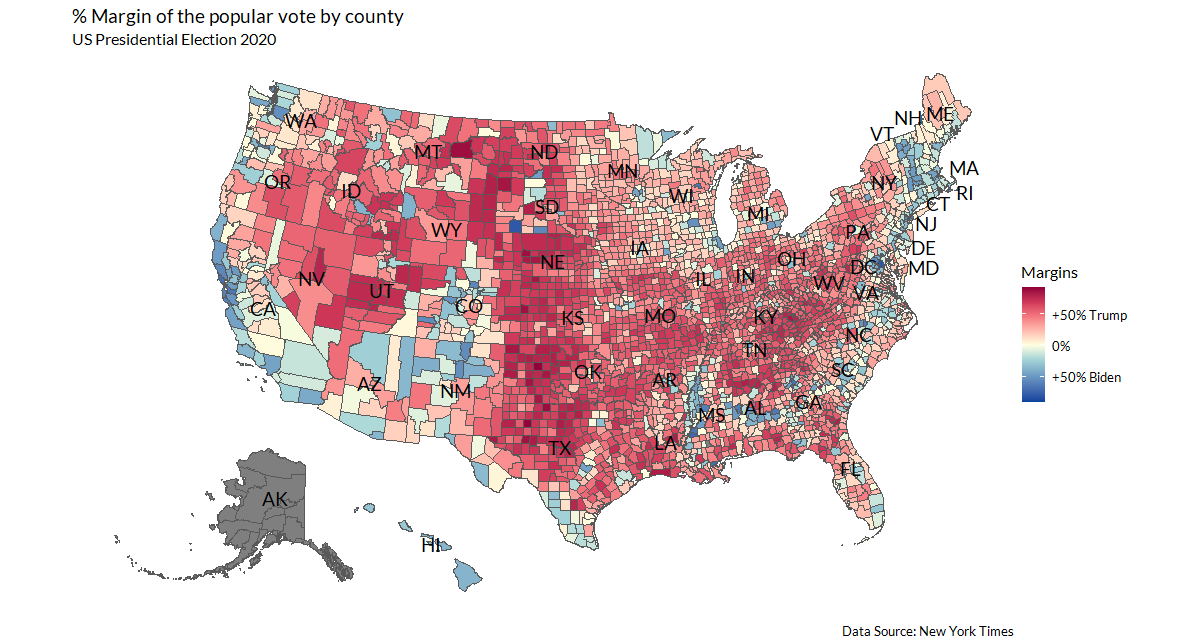 % Margin of the popular vote by county
US Presidential Election 2020
WA
MT
ND
MN
OR
ID
SD
WI
WY
MI
NH
ME
VT
NY
MA
RI
CT
NJ
PA
DE
DC
MD
IA
NE
OH
NV
UT
CO
IL
IN
WV
VA
CA
KS
MO
KY
NC
TN
AZ
NM
OK
AR
SC
MS
AL
GA
TX
LA
FL
AK
HI
Margins
+50% Trump
0%
+50% Biden
Data Source: New York Times